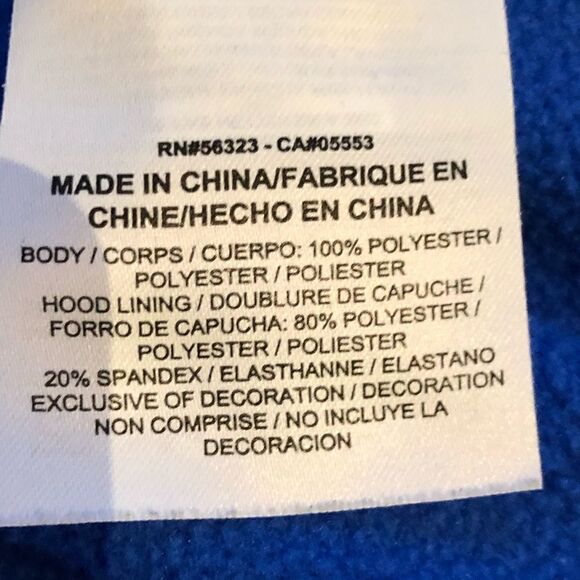 RN#56323 - CA#05553
MADE IN CHINA/FABRIQUE EN
CHINE/HECHO EN CHINA
BODY / CORPS / CUERPO: 100% POLYESTER /
POLYESTER / POLIESTER
HOOD LINING / DOUBLURE DE CAPUCHE /
FORRO DE CAPUCHA: 80% POLYESTER /
POLYESTER / POLIESTER
20% SPANDEX / ELASTHANNE / ELASTANO
EXCLUSIVE OF DECORATION / DECORATION
NON COMPRISE / NO INCLUYE LA
DECORACION